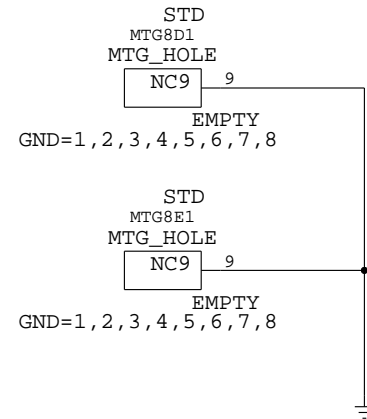 STD
MTG8D1
MTG_HOLE
NC9 9
EMPTY
GND=1,2,3,4,5,6,7,8
STD
MTG8E1
MTG_HOLE
NC9 9
EMPTY
GND=1,2,3,4,5,6,7,8